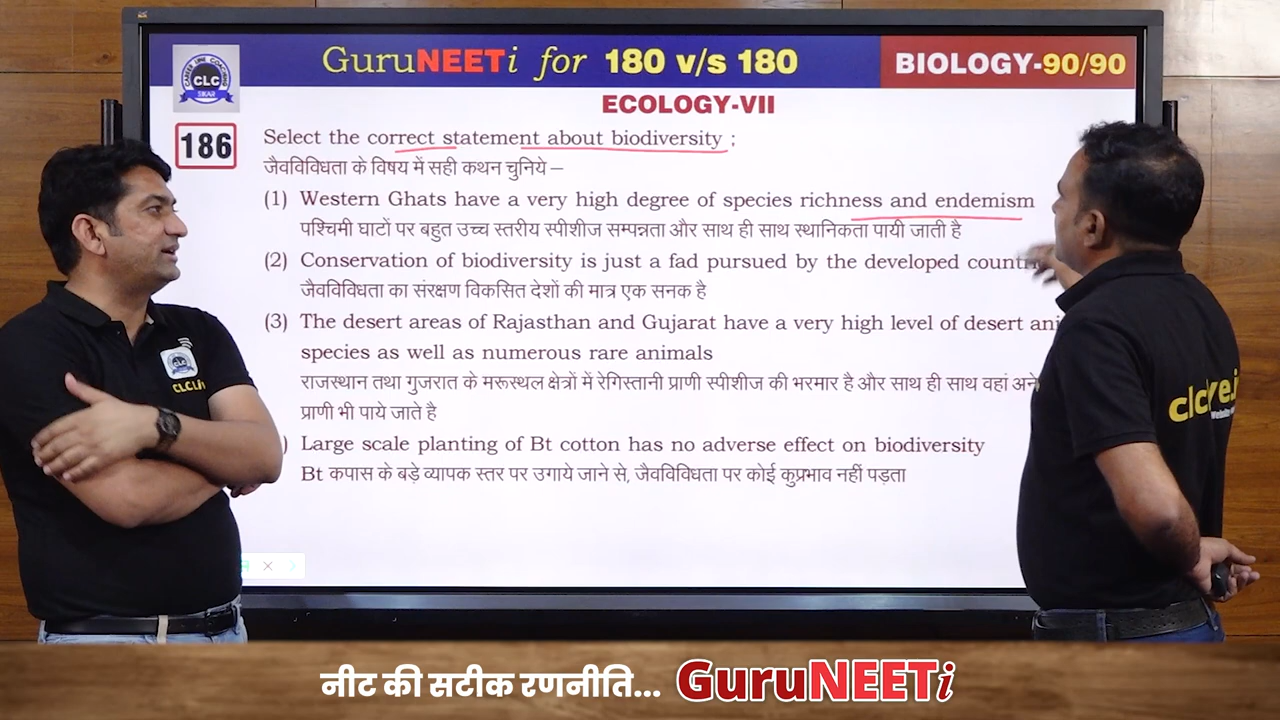 GuruNEETi for 180 v/s 180
BIOLOGY-90/90
CAREER LINE COACHING
CLC
SIKAR
ECOLOGY-VII
186
Select the correct statement about biodiversity ;
जैवविविधता के विषय में सही कथन चुनिये –
(1) Western Ghats have a very high degree of species richness and endemism
पश्चिमी घाटों पर बहुत उच्च स्तरीय स्पीशीज सम्पन्नता और साथ ही साथ स्थानिकता पायी जाती है
(2) Conservation of biodiversity is just a fad pursued by the developed
जैवविविधता का संरक्षण विकसित देशों की मात्र एक सनक है
(3) The desert areas of Rajasthan and Gujarat have a very high level of desert
species as well as numerous rare animals
राजस्थान तथा गुजरात के मरूस्थल क्षेत्रों में रेगिस्तानी प्राणी स्पीशीज की भरमार है और साथ ही साथ वहां
प्राणी भी पाये जाते है
) Large scale planting of Bt cotton has no adverse effect on biodiversity
Bt कपास के बड़े व्यापक स्तर पर उगाये जाने से, जैवविविधता पर कोई कुप्रभाव नहीं पड़ता
CLC
नीट की सटीक रणनीति... GuruNEETi